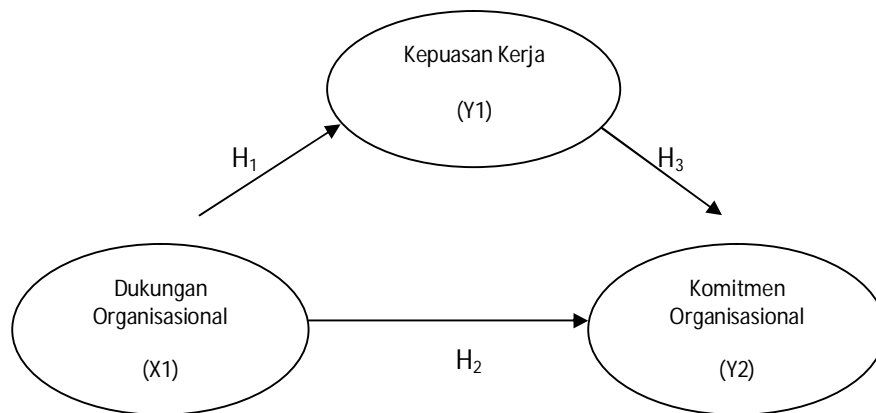 Kepuasan Kerja
(Y1)
H₁
H₃
Dukungan
Organisasional
(X1)
H₂
Komitmen
Organisasional
(Y2)